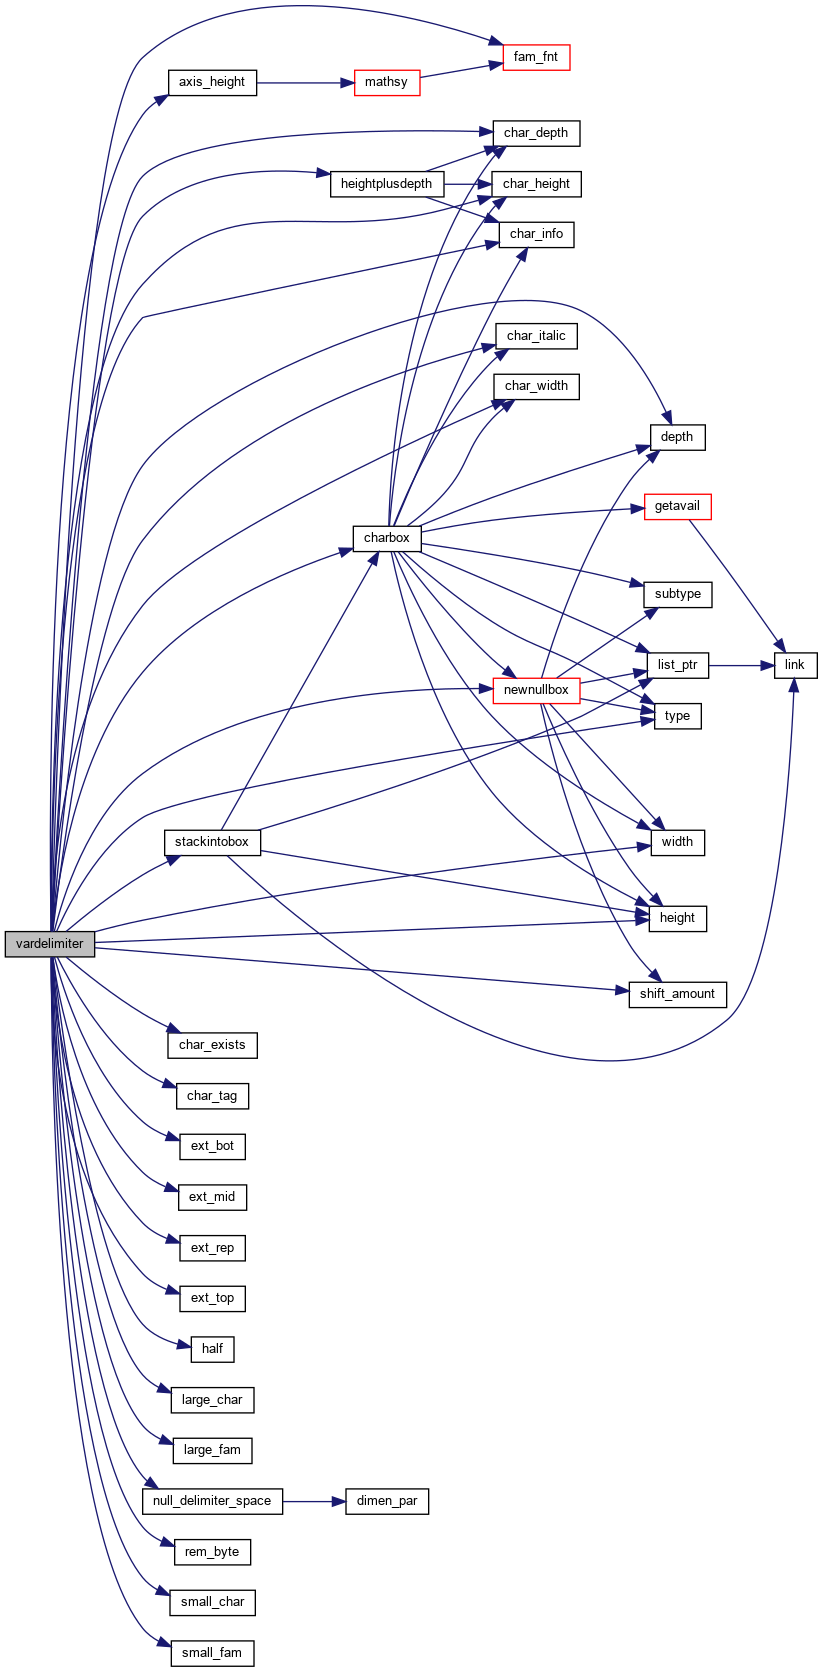 fam_fnt
axis_height
mathsy
char_depth
heightplusdepth
char_height
char_info
char_italic
char_width
depth
getavail
charbox
subtype
list_ptr
link
newnullbox
type
stackintobox
width
height
vardelimiter
shift_amount
char_exists
char_tag
ext_bot
ext_mid
ext_rep
ext_top
half
large_char
large_fam
null_delimiter_space
dimen_par
rem_byte
small_char
small_fam